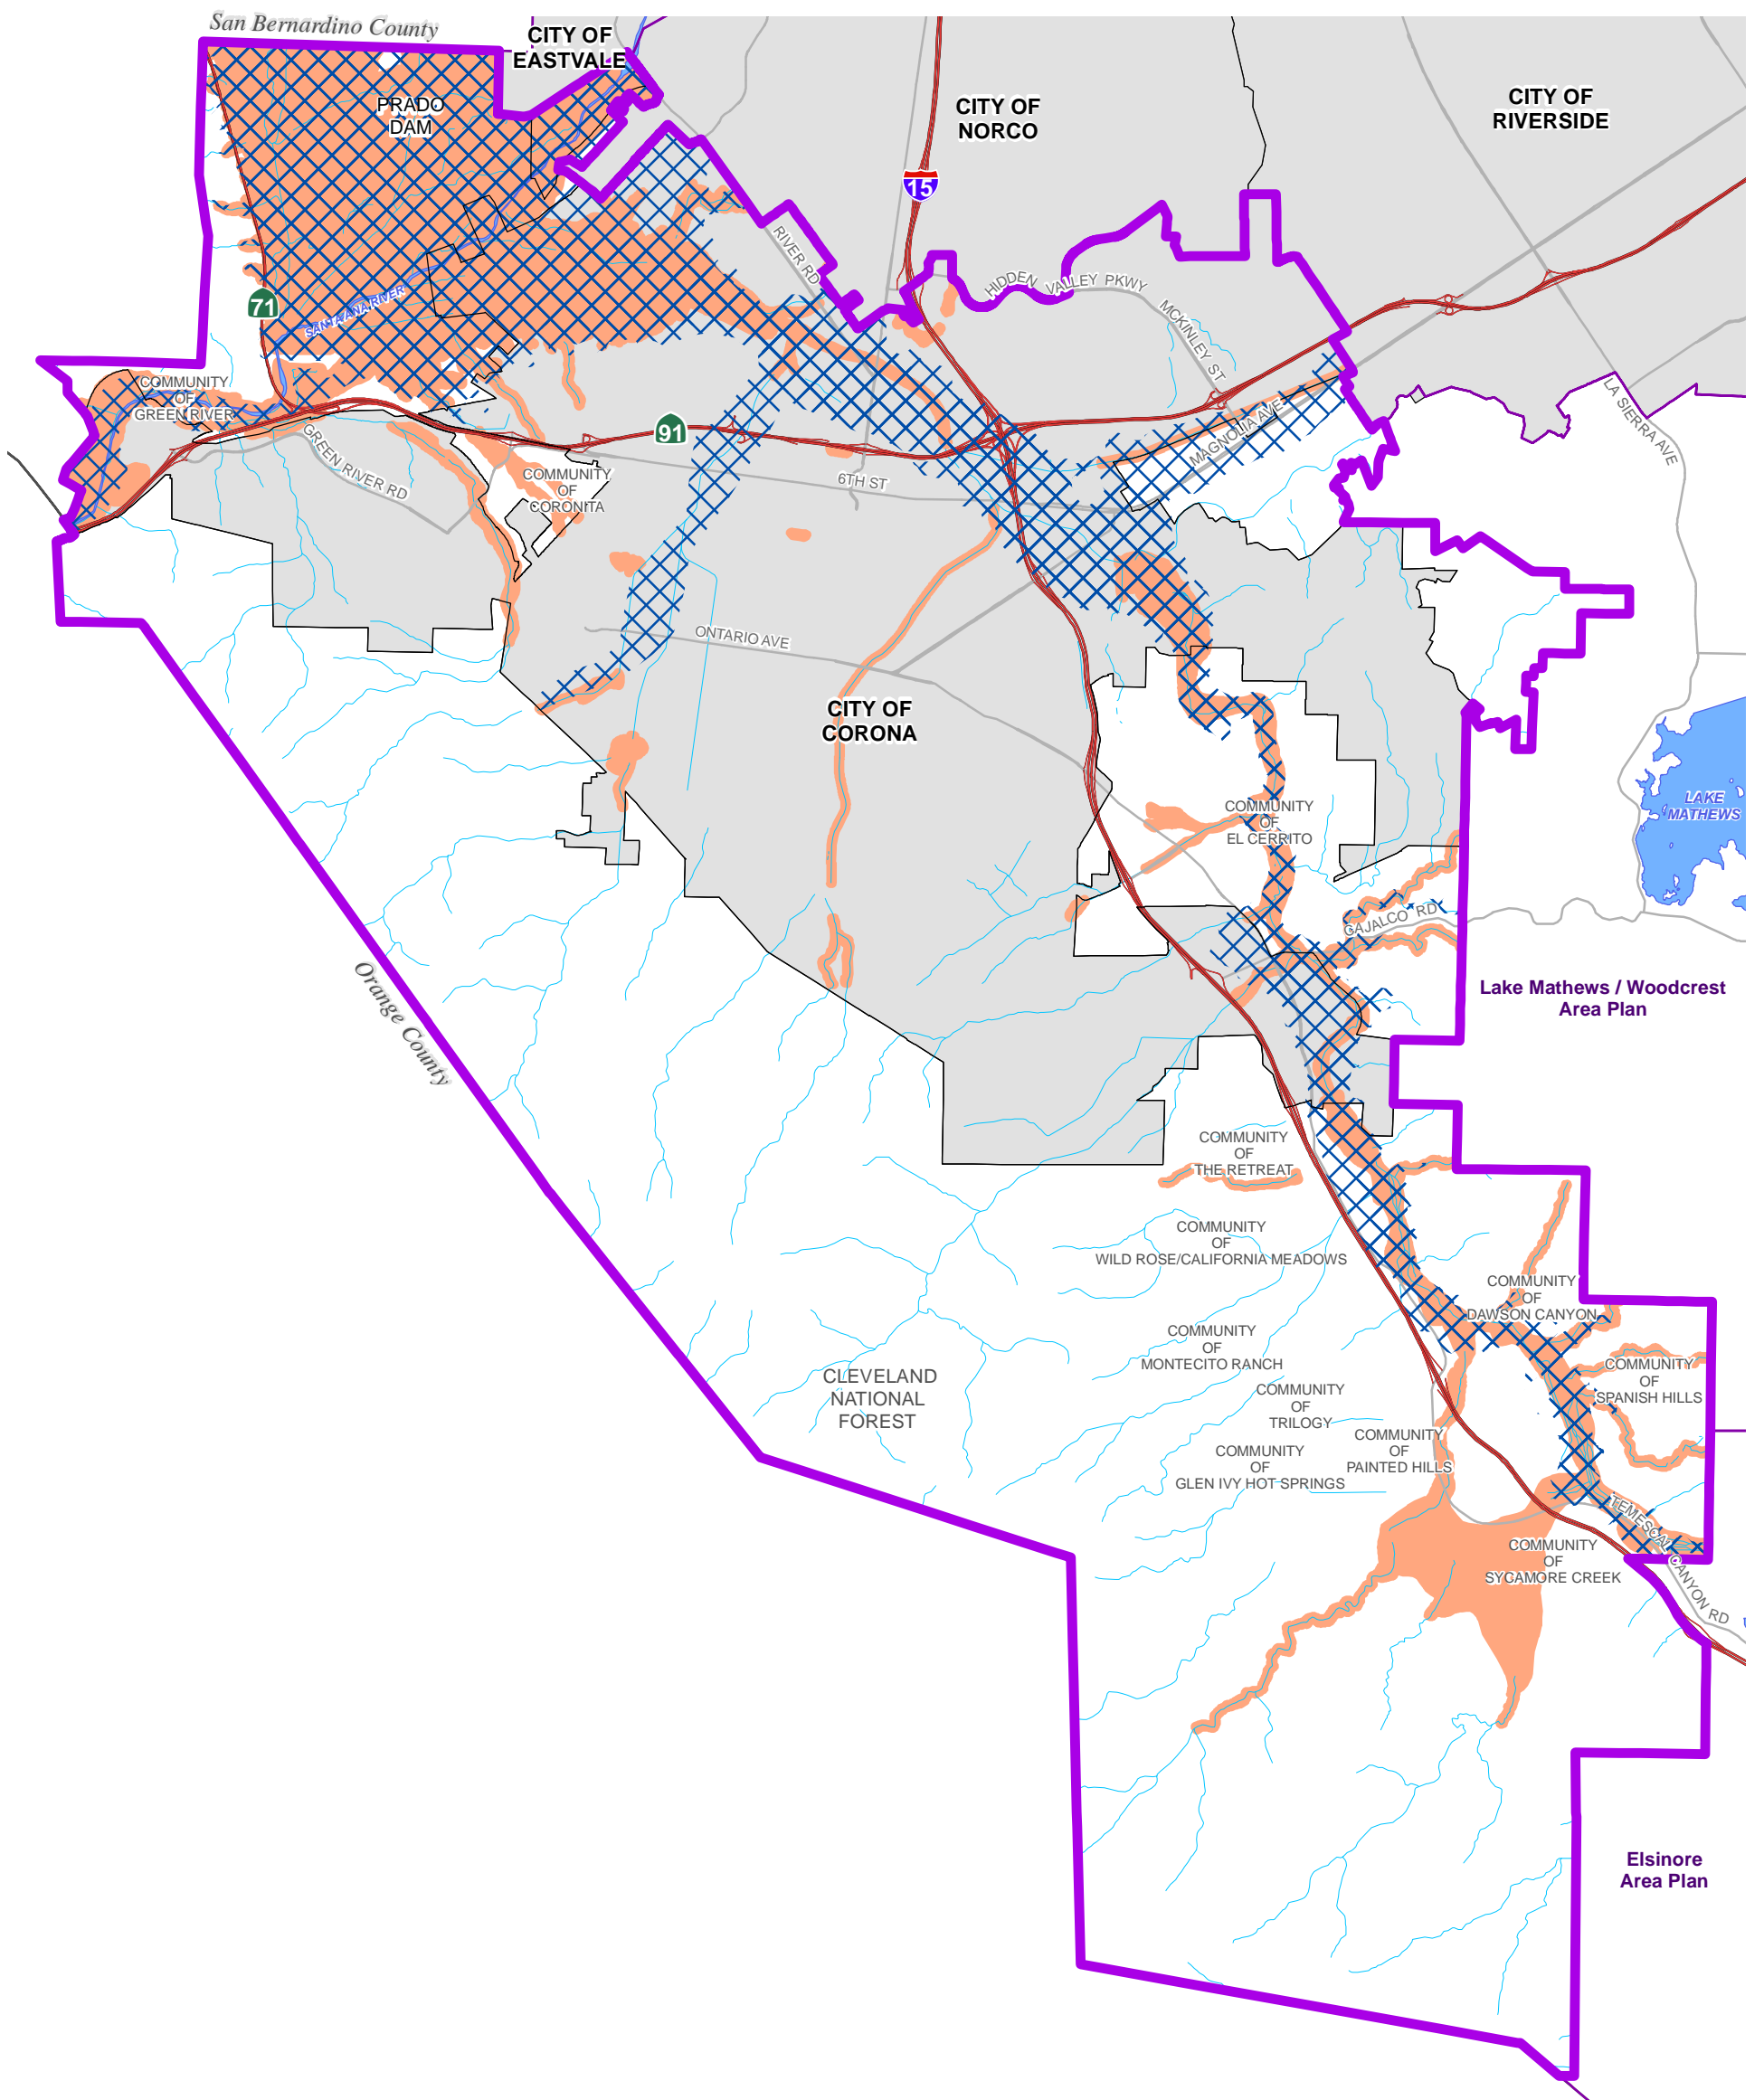 San Bernardino County
CITY OF
EASTVALE
PRADO
DAM
CITY OF
NORCO
CITY OF
RIVERSIDE
15
RIVER RD
HIDDEN VALLEY PKWY
MCKINLEY ST
71
SANTA ANA RIVER
COMMUNITY
OF
GREEN RIVER
GREEN RIVER RD
91
MAGNOLIA AVE
LA SIERRA AVE
COMMUNITY
OF
CORONITA
6TH ST
ONTARIO AVE
CITY OF
CORONA
LAKE
MATHEWS
COMMUNITY
OF
EL CERRITO
CAJALCO RD
Orange County
Lake Mathews / Woodcrest
Area Plan
COMMUNITY
OF
THE RETREAT
COMMUNITY
OF
WILD ROSE/CALIFORNIA MEADOWS
COMMUNITY
OF
DAWSON CANYON
COMMUNITY
OF
MONTECITO RANCH
COMMUNITY
OF
SPANISH HILLS
CLEVELAND
NATIONAL
FOREST
COMMUNITY
OF
TRILOGY
COMMUNITY
OF
PAINTED HILLS
COMMUNITY
OF
GLEN IVY HOT SPRINGS
TEMESCAL CANYON RD
COMMUNITY
OF
SYCAMORE CREEK
Elsinore
Area Plan